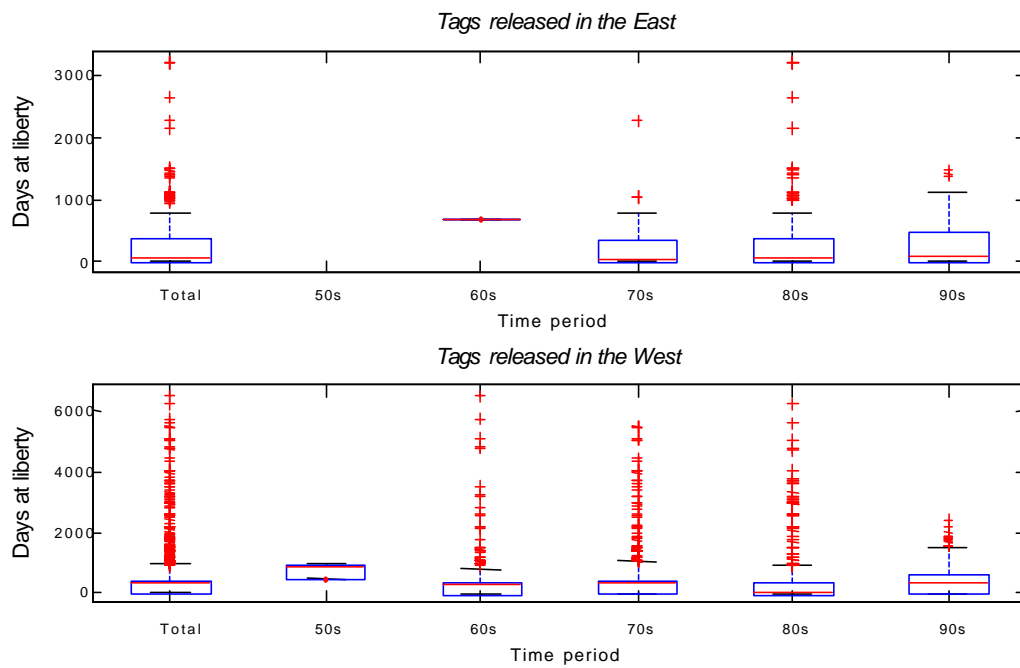 Tags released in the East
Days at liberty
3000
2000
1000
0
Total 50s 60s 70s 80s 90s
Time period
Tags released in the West
Days at liberty
6000
4000
2000
0
Total 50s 60s 70s 80s 90s
Time period